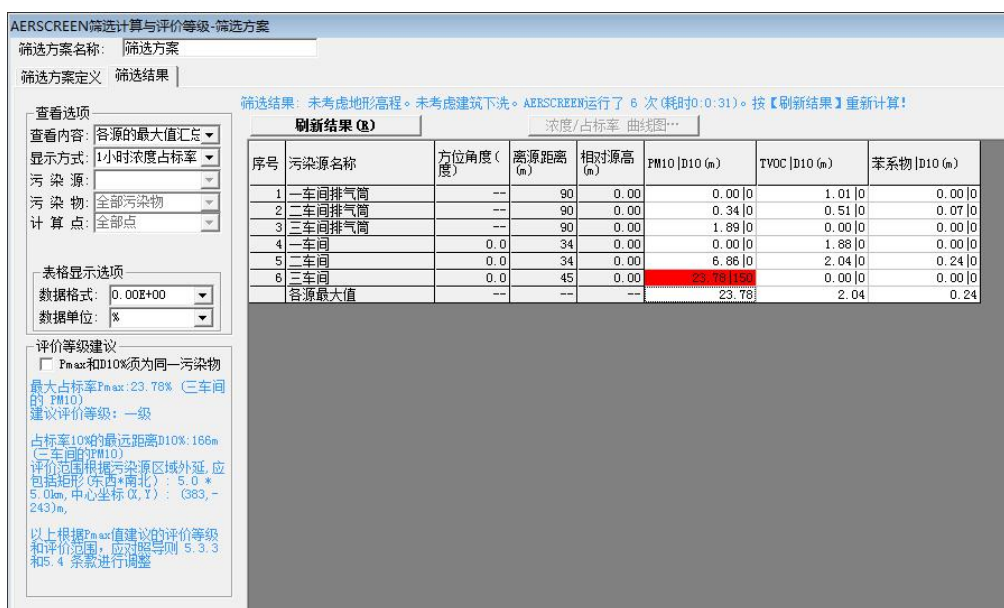 AERSCREEN筛选计算与评价等级-筛选方案
筛选方案名称: 筛选方案
筛选方案定义 筛选结果
筛选结果: 未考虑地形高程。未考虑建筑下洗。AERSCREEN运行了 6 次(耗时0:0:31)。按【刷新结果】重新计算!
查看选项
查看内容: 各源的最大值汇总
显示方式: 1小时浓度占标率
污 染 源:
污 染 物: 全部污染物
计 算 点: 全部点
表格显示选项
数据格式: 0.00E+00
数据单位: %
评价等级建议
Pmax和D10%须为同一污染物
最大占标率Pmax:23.78% (三车间
的 PM10)
建议评价等级: 一级
占标率10%的最远距离D10%:166m
(三车间的PM10)
评价范围根据污染源区域外延,应
包括矩形(东西*南北): 5.0 *
5.0km,中心坐标(X,Y): (383,-
243)m,
以上根据Pmax值建议的评价等级
和评价范围,应对照导则 5.3.3
和5.4 条款进行调整
刷新结果(R) 浓度/占标率 曲线图…
序号 污染源名称 方位角度(度) 离源距离(m) 相对源高(m) PM10|D10(m) TVOC|D10(m) 苯系物|D10(m)
1 一车间排气筒 -- 90 0.00 0.00|0 1.01|0 0.00|0
2 二车间排气筒 -- 90 0.00 0.34|0 0.51|0 0.07|0
3 三车间排气筒 -- 90 0.00 1.89|0 0.00|0 0.00|0
4 一车间 0.0 34 0.00 0.00|0 1.88|0 0.00|0
5 二车间 0.0 34 0.00 6.86|0 2.04|0 0.24|0
6 三车间 0.0 45 0.00 23.78|150 0.00|0 0.00|0
各源最大值 -- -- -- 23.78 2.04 0.24